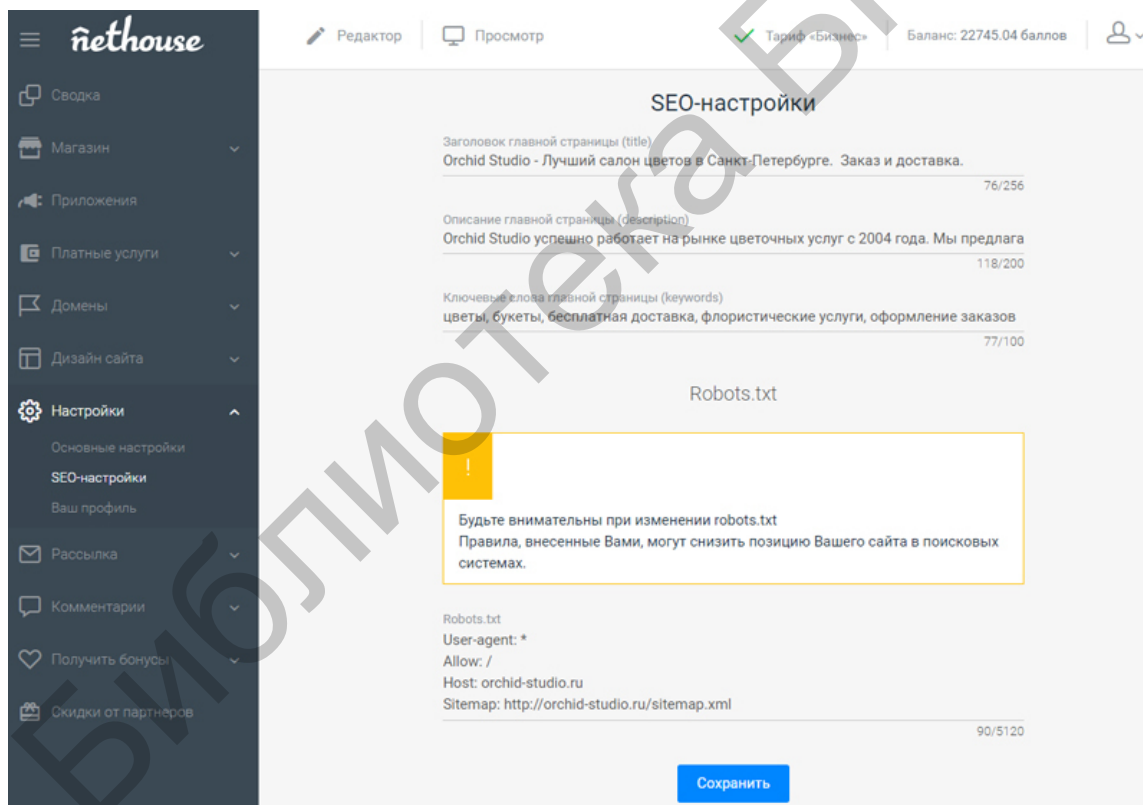 n̂ethouse
Редактор
Просмотр
Тариф «Бизнес»
Баланс: 22745.04 баллов
Сводка
Магазин
Приложения
Платные услуги
Домены
Дизайн сайта
Настройки
Основные настройки
SEO-настройки
Ваш профиль
Рассылка
Комментарии
Получить бонусы
Скидки от партнеров
SEO-настройки
Заголовок главной страницы (title)
Orchid Studio - Лучший салон цветов в Санкт-Петербурге. Заказ и доставка.
76/256
Описание главной страницы (description)
Orchid Studio успешно работает на рынке цветочных услуг с 2004 года. Мы предлага
118/200
Ключевые слова главной страницы (keywords)
цветы, букеты, бесплатная доставка, флористические услуги, оформление заказов
77/100
Robots.txt
!
Будьте внимательны при изменении robots.txt
Правила, внесенные Вами, могут снизить позицию Вашего сайта в поисковых
системах.
Robots.txt
User-agent: *
Allow: /
Host: orchid-studio.ru
Sitemap: http://orchid-studio.ru/sitemap.xml
90/5120
Сохранить
Библиотека Б